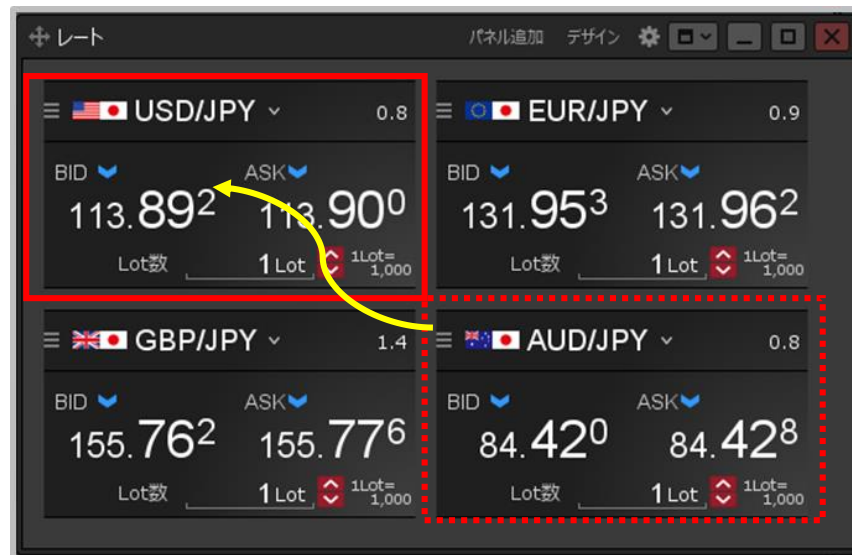 レート パネル追加 デザイン
USD/JPY 0.8 EUR/JPY 0.9
BID ASK BID ASK
113.892 113.900 131.953 131.962
Lot数 1 Lot 1Lot= 1,000 Lot数 1 Lot 1Lot= 1,000
GBP/JPY 1.4 AUD/JPY 0.8
BID ASK BID ASK
155.762 155.776 84.420 84.428
Lot数 1 Lot 1Lot= 1,000 Lot数 1 Lot 1Lot= 1,000